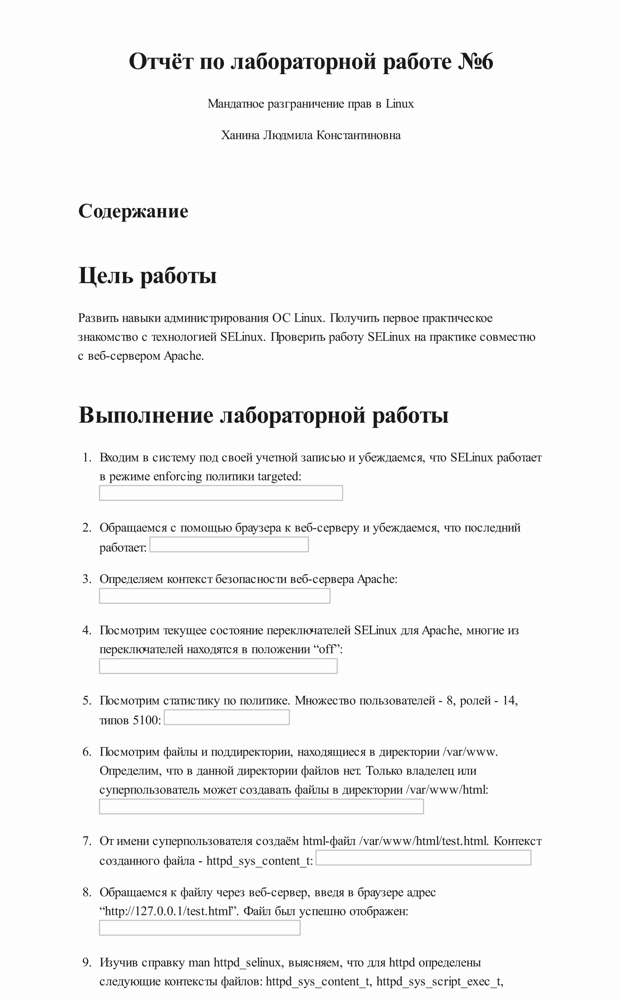 Отчёт по лабораторной работе №6
Мандатное разграничение прав в Linux
Ханина Людмила Константиновна
Содержание
Цель работы
Развить навыки администрирования ОС Linux. Получить первое практическое
знакомство с технологией SELinux. Проверить работу SELinux на практике совместно
с веб-сервером Apache.
Выполнение лабораторной работы
1. Входим в систему под своей учетной записью и убеждаемся, что SELinux работает
в режиме enforcing политики targeted:
2. Обращаемся с помощью браузера к веб-серверу и убеждаемся, что последний
работает:
3. Определяем контекст безопасности веб-сервера Apache:
4. Посмотрим текущее состояние переключателей SELinux для Apache, многие из
переключателей находятся в положении “off”:
5. Посмотрим статистику по политике. Множество пользователей - 8, ролей - 14,
типов 5100:
6. Посмотрим файлы и поддиректории, находящиеся в директории /var/www.
Определим, что в данной директории файлов нет. Только владелец или
суперпользователь может создавать файлы в директории /var/www/html:
7. От имени суперпользователя создаём html-файл /var/www/html/test.html. Контекст
созданного файла - httpd_sys_content_t:
8. Обращаемся к файлу через веб-сервер, введя в браузере адрес
“http://127.0.0.1/test.html”. Файл был успешно отображен:
9. Изучив справку man httpd_selinux, выясняем, что для httpd определены
следующие контексты файлов: httpd_sys_content_t, httpd_sys_script_exec_t,